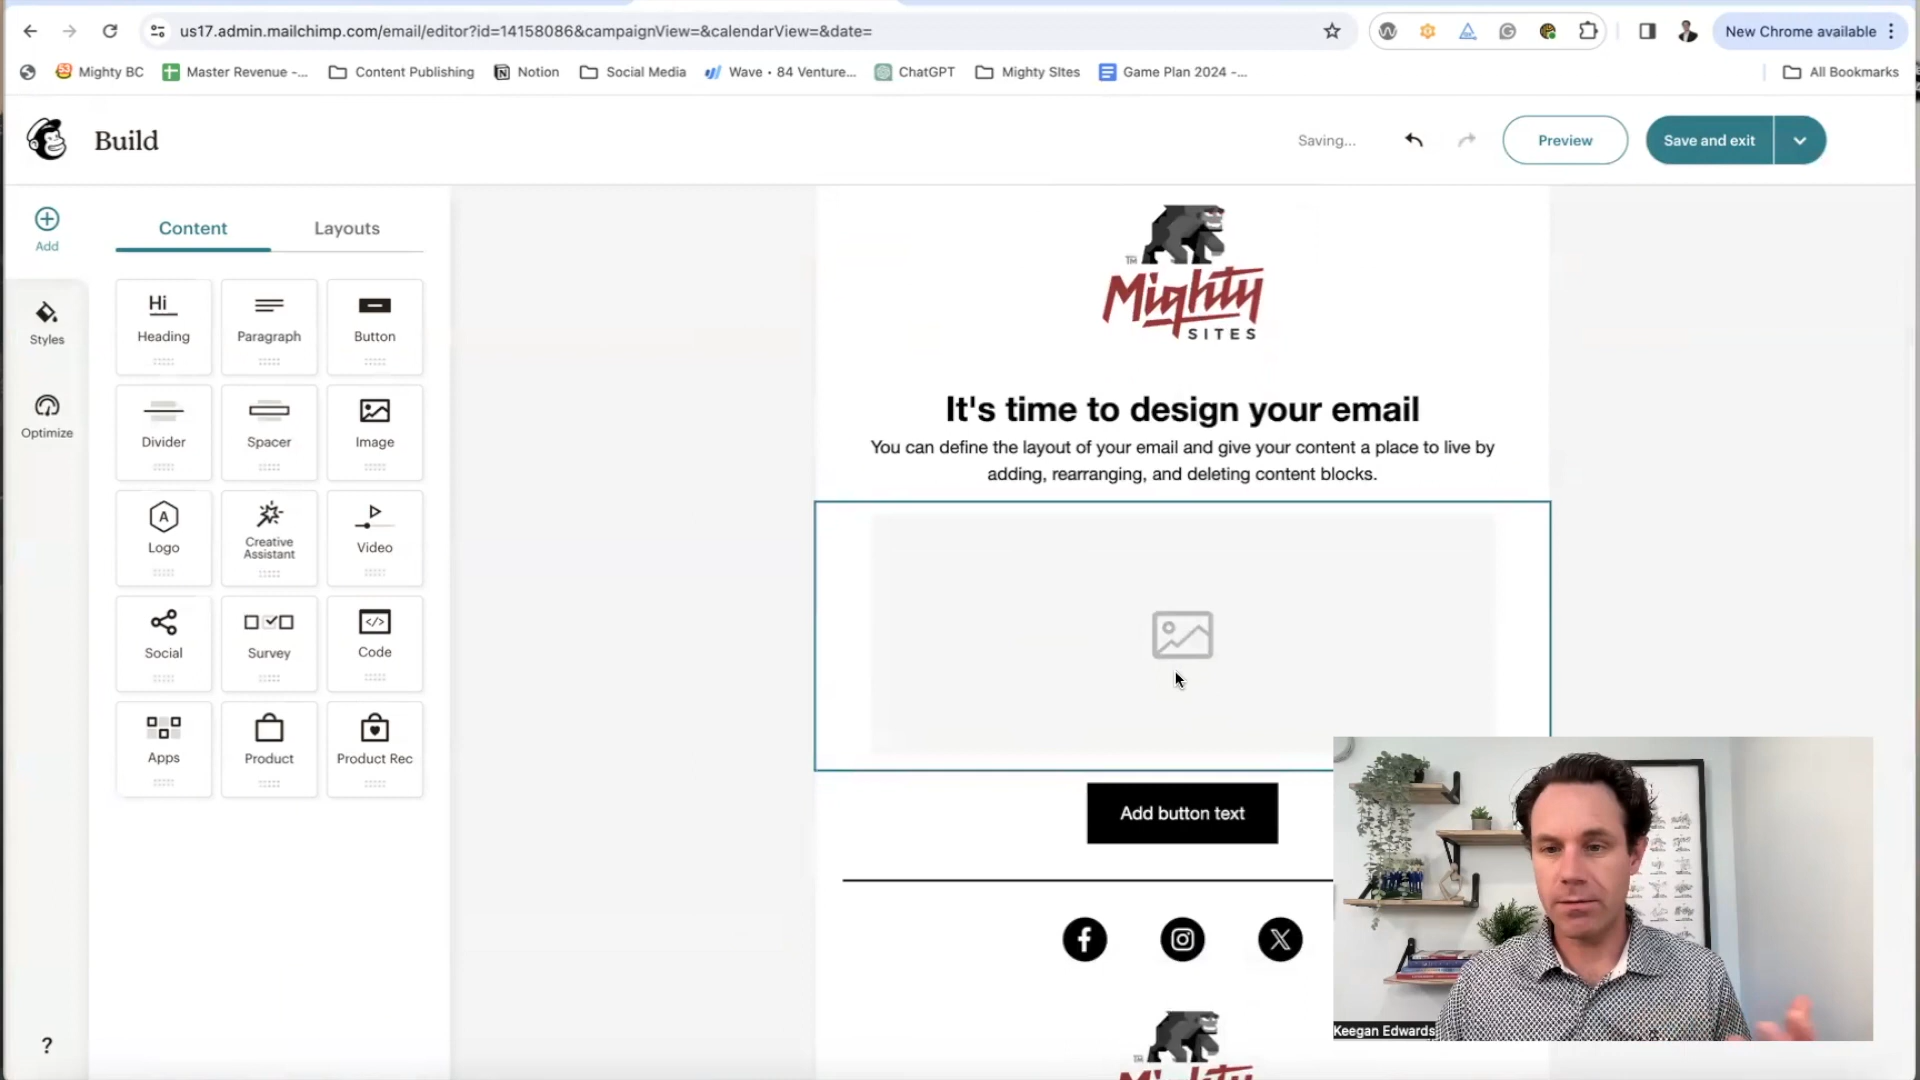 us17.admin.mailchimp.com/email/editor?id=14158086&campaignView=&calendarView=&date=
New Chrome available
Mighty BC
Master Revenue -...
Content Publishing
Notion
Social Media
Wave • 84 Venture...
ChatGPT
Mighty SItes
Game Plan 2024 -...
All Bookmarks
Build
Saving...
Preview
Save and exit
Add
Styles
Optimize
?
Content
Layouts
Hi
Heading
Paragraph
Button
Divider
Spacer
Image
A
Logo
Creative
Assistant
Video
Social
Survey
</>
Code
Apps
Product
Product Rec
TM
Mighty
SITES
It's time to design your email
You can define the layout of your email and give your content a place to live by
adding, rearranging, and deleting content blocks.
Add button text
Mighty
Keegan Edwards